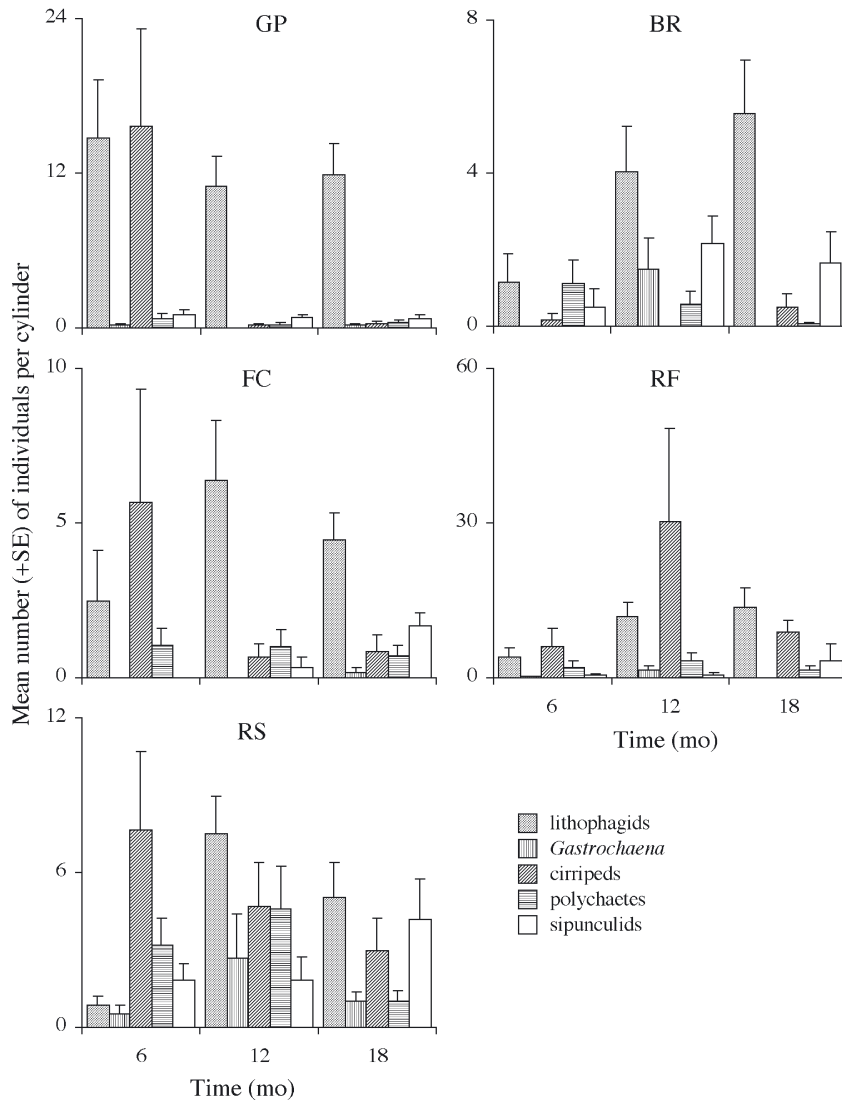 Mean number (+SE) of individuals per cylinder
GP
24
12
0
BR
8
4
0
FC
10
5
0
RF
60
30
0
6 12 18
Time (mo)
RS
12
6
0
6 12 18
Time (mo)
lithophagids
Gastrochaena
cirripeds
polychaetes
sipunculids